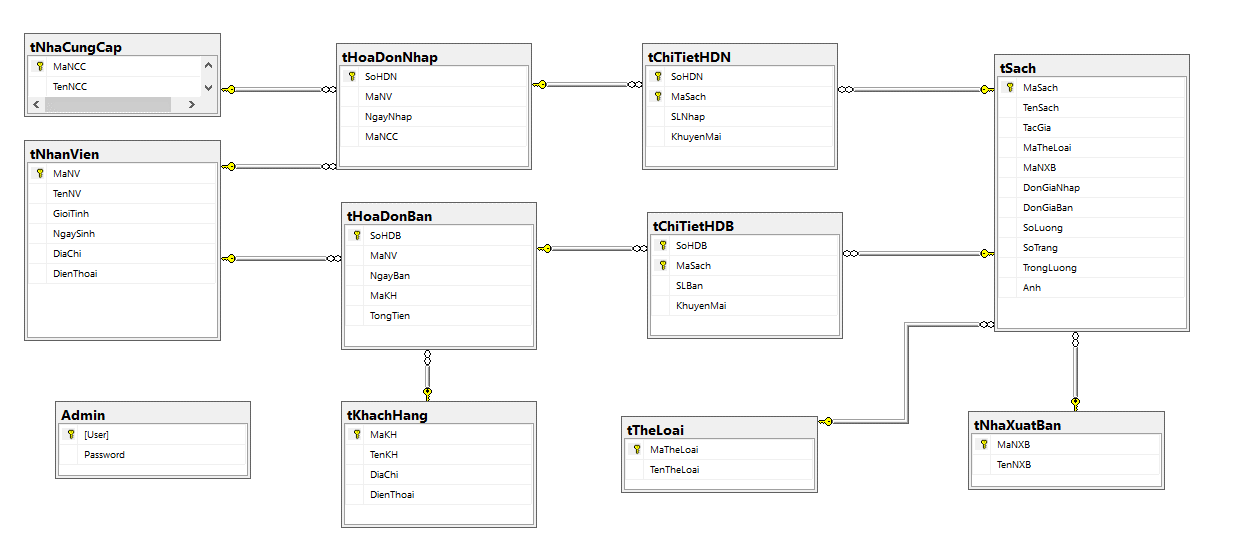 tNhaCungCap
MaNCC
TenNCC
tHoaDonNhap
SoHDN
MaNV
NgayNhap
MaNCC
tChiTietHDN
SoHDN
MaSach
SLNhap
KhuyenMai
tSach
MaSach
TenSach
TacGia
MaTheLoai
MaNXB
DonGiaNhap
DonGiaBan
SoLuong
SoTrang
TrongLuong
Anh
tNhanVien
MaNV
TenNV
GioiTinh
NgaySinh
DiaChi
DienThoai
tHoaDonBan
SoHDB
MaNV
NgayBan
MaKH
TongTien
tChiTietHDB
SoHDB
MaSach
SLBan
KhuyenMai
Admin
[User]
Password
tKhachHang
MaKH
TenKH
DiaChi
DienThoai
tTheLoai
MaTheLoai
TenTheLoai
tNhaXuatBan
MaNXB
TenNXB